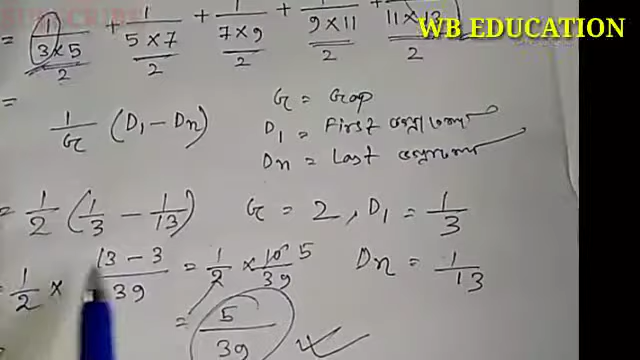 WB EDUCATION
= 1/(3×5) + 1/(5×7) + 1/(7×9) + 1/(9×11) + 1/(11×13)
2 2 2 2 2
= 1/G (D1 - Dn)
G = Gap
D1 = First
Dn = Last
= 1/2 (1/3 - 1/13)
G = 2, D1 = 1/3
= 1/2 × (13 - 3)/39 = 1/2 × 10/39 5
Dn = 1/13
= 5/39